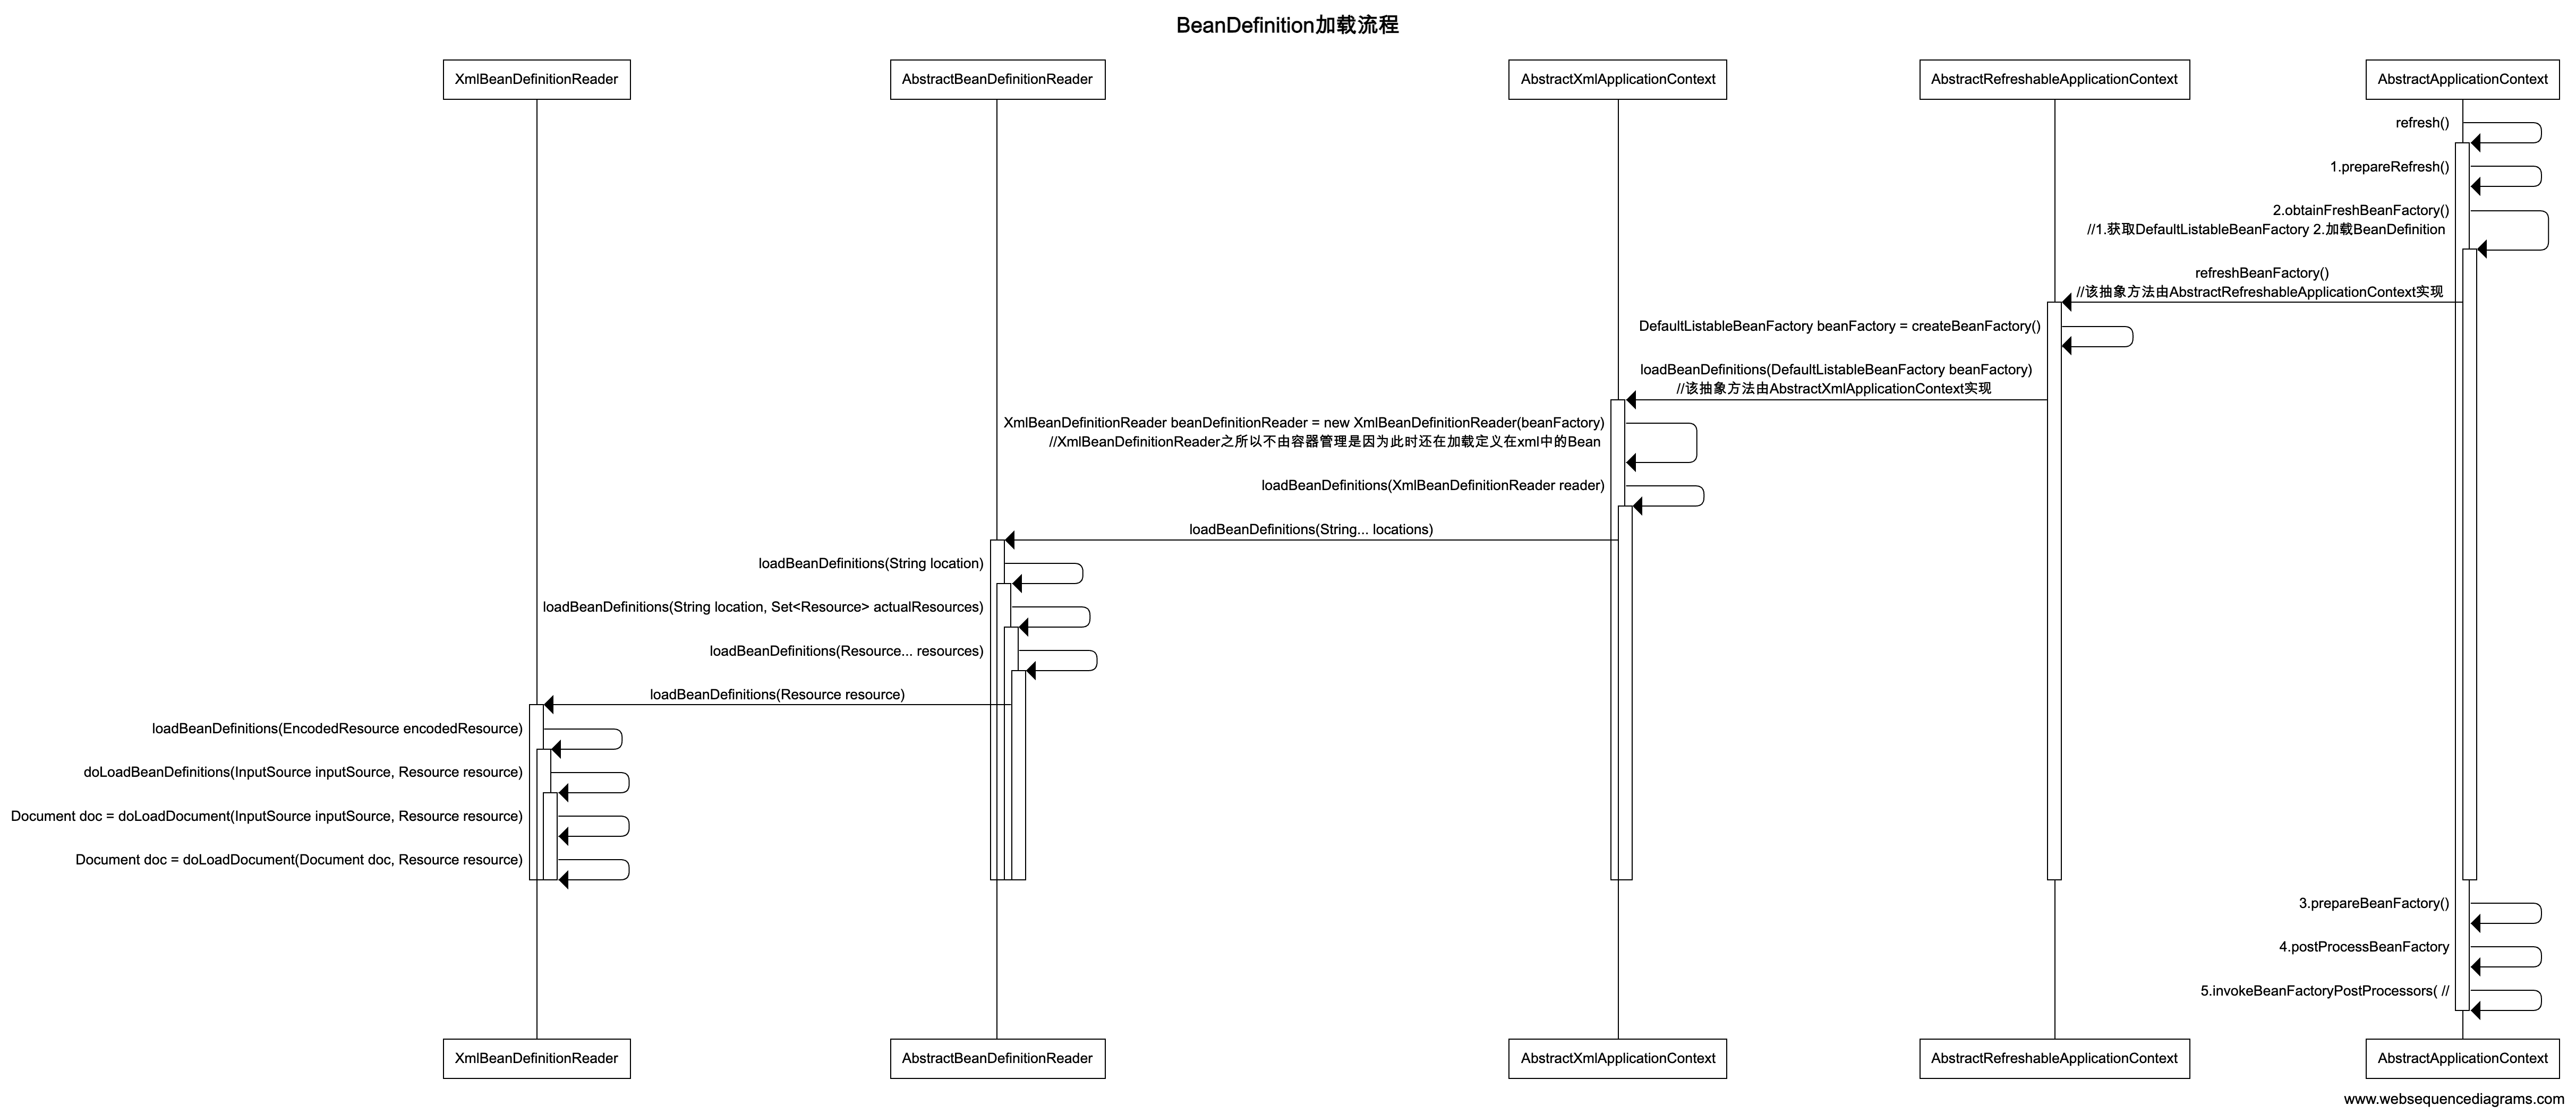 BeanDefinition加载流程
XmlBeanDefinitionReader
AbstractBeanDefinitionReader
AbstractXmlApplicationContext
AbstractRefreshableApplicationContext
AbstractApplicationContext
refresh()
1.prepareRefresh()
2.obtainFreshBeanFactory()
//1.获取DefaultListableBeanFactory 2.加载BeanDefinition
refreshBeanFactory()
//该抽象方法由AbstractRefreshableApplicationContext实现
DefaultListableBeanFactory beanFactory = createBeanFactory()
loadBeanDefinitions(DefaultListableBeanFactory beanFactory)
//该抽象方法由AbstractXmlApplicationContext实现
XmlBeanDefinitionReader beanDefinitionReader = new XmlBeanDefinitionReader(beanFactory)
//XmlBeanDefinitionReader之所以不由容器管理是因为此时还在加载定义在xml中的Bean
loadBeanDefinitions(XmlBeanDefinitionReader reader)
loadBeanDefinitions(String... locations)
loadBeanDefinitions(String location)
loadBeanDefinitions(String location, Set<Resource> actualResources)
loadBeanDefinitions(Resource... resources)
loadBeanDefinitions(Resource resource)
loadBeanDefinitions(EncodedResource encodedResource)
doLoadBeanDefinitions(InputSource inputSource, Resource resource)
Document doc = doLoadDocument(InputSource inputSource, Resource resource)
Document doc = doLoadDocument(Document doc, Resource resource)
3.prepareBeanFactory()
4.postProcessBeanFactory
5.invokeBeanFactoryPostProcessors( //
XmlBeanDefinitionReader
AbstractBeanDefinitionReader
AbstractXmlApplicationContext
AbstractRefreshableApplicationContext
AbstractApplicationContext
www.websequencediagrams.com